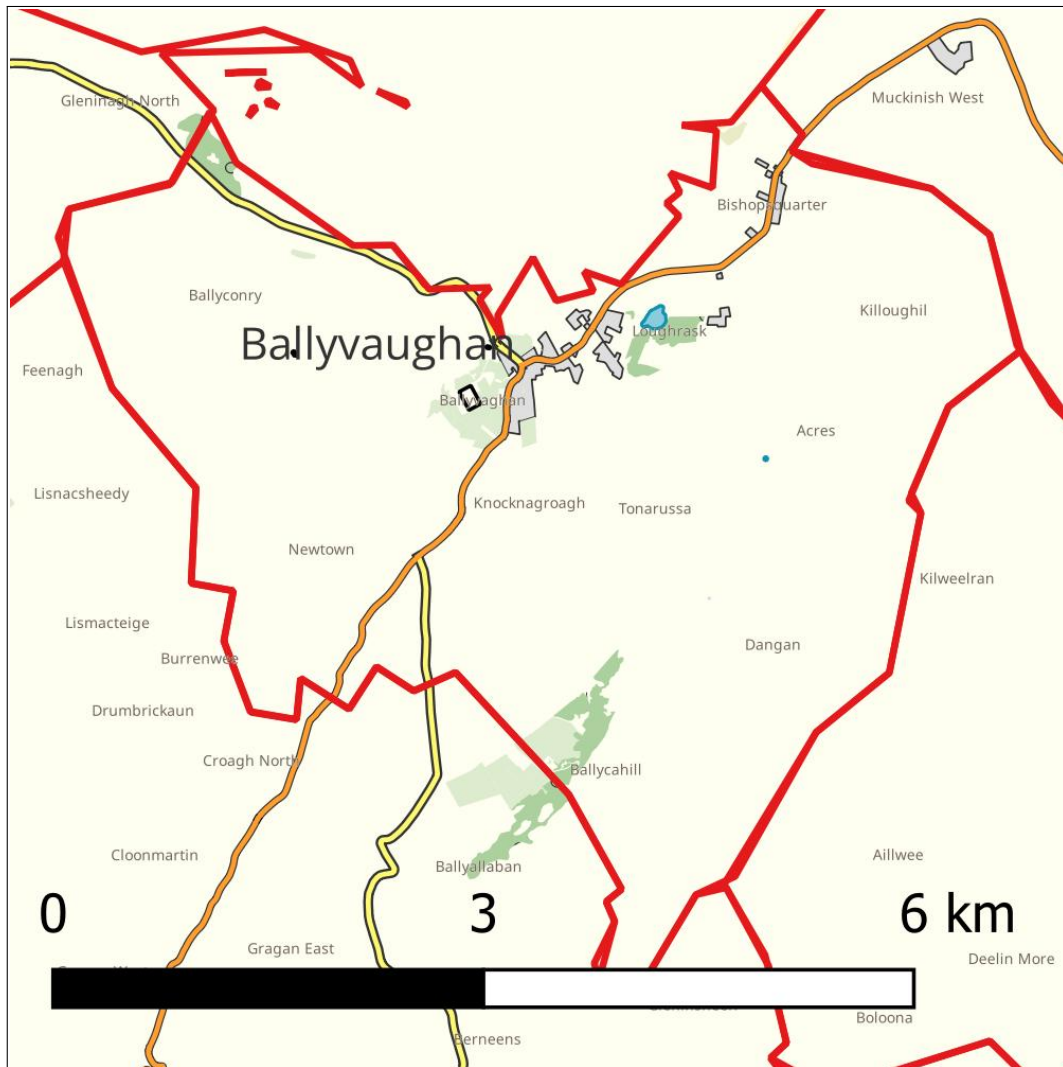 Gleninagh North
Muckinish West
Bishopsquarter
Ballyconry
Killoughil
Loughrask
Ballyvaughan
Feenagh
Ballyvaghan
Acres
Lisnacsheedy
Knocknagroagh
Tonarussa
Newtown
Kilweelran
Lismacteige
Dangan
Burrenwee
Drumbrickaun
Croagh North
Ballycahill
Cloonmartin
Aillwee
Ballyallaban
0 3 6 km
Gragan East
Deelin More
Boloona
Berneens